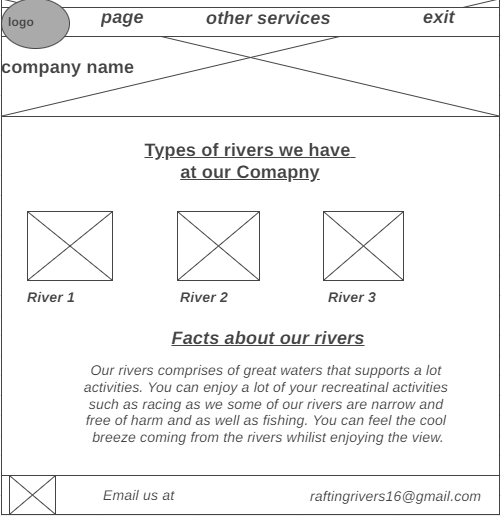 logo
page other services exit
company name
Types of rivers we have
at our Comapny
River 1 River 2 River 3
Facts about our rivers
Our rivers comprises of great waters that supports a lot
activities. You can enjoy a lot of your recreatinal activities
such as racing as we some of our rivers are narrow and
free of harm and as well as fishing. You can feel the cool
breeze coming from the rivers whilist enjoying the view.
Email us at raftingrivers16@gmail.com